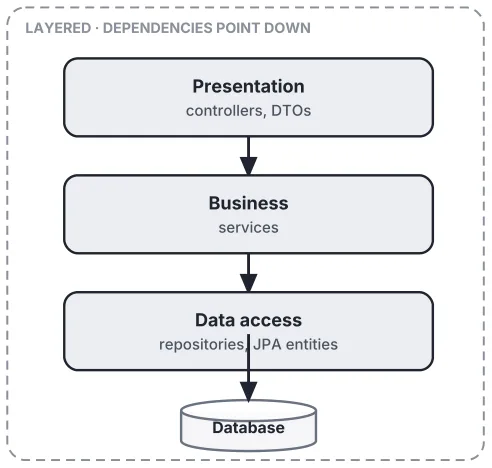 LAYERED · DEPENDENCIES POINT DOWN
Presentation
controllers, DTOs
Business
services
Data access
repositories, JPA entities
Database